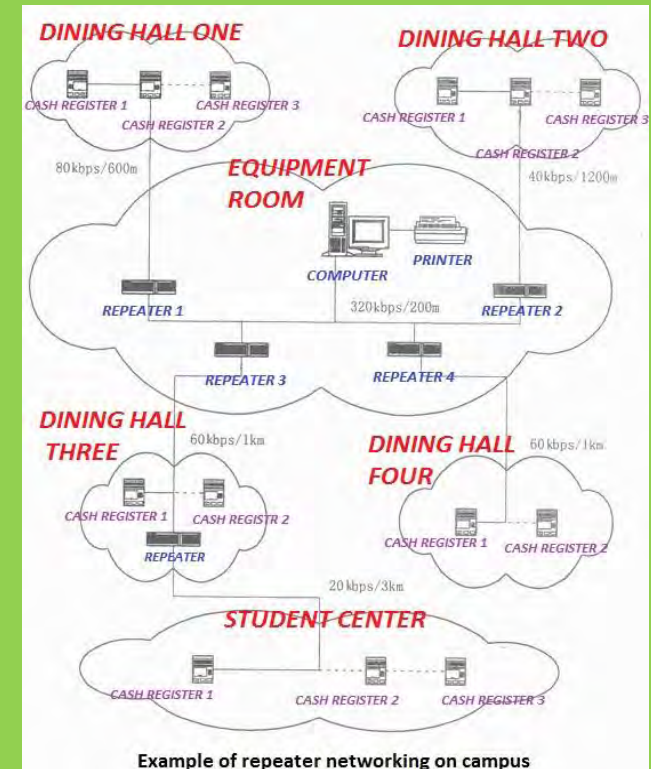 DINING HALL ONE
DINING HALL TWO
CASH REGISTER 1
CASH REGISTER 2
CASH REGISTER 3
CASH REGISTER 1
CASH REGISTER 2
CASH REGISTER 3
80kbps/600m
40kbps/1200m
EQUIPMENT
ROOM
COMPUTER
PRINTER
REPEATER 1
320kbps/200m
REPEATER 2
REPEATER 3
REPEATER 4
DINING HALL
THREE
60kbps/1km
DINING HALL
FOUR
60kbps/1km
CASH REGISTER 1
CASH REGISTR 2
REPEATER
CASH REGISTER 1
CASH REGISTER 2
20kbps/3km
STUDENT CENTER
CASH REGISTER 1
CASH REGISTER 2
CASH REGISTER 3
Example of repeater networking on campus